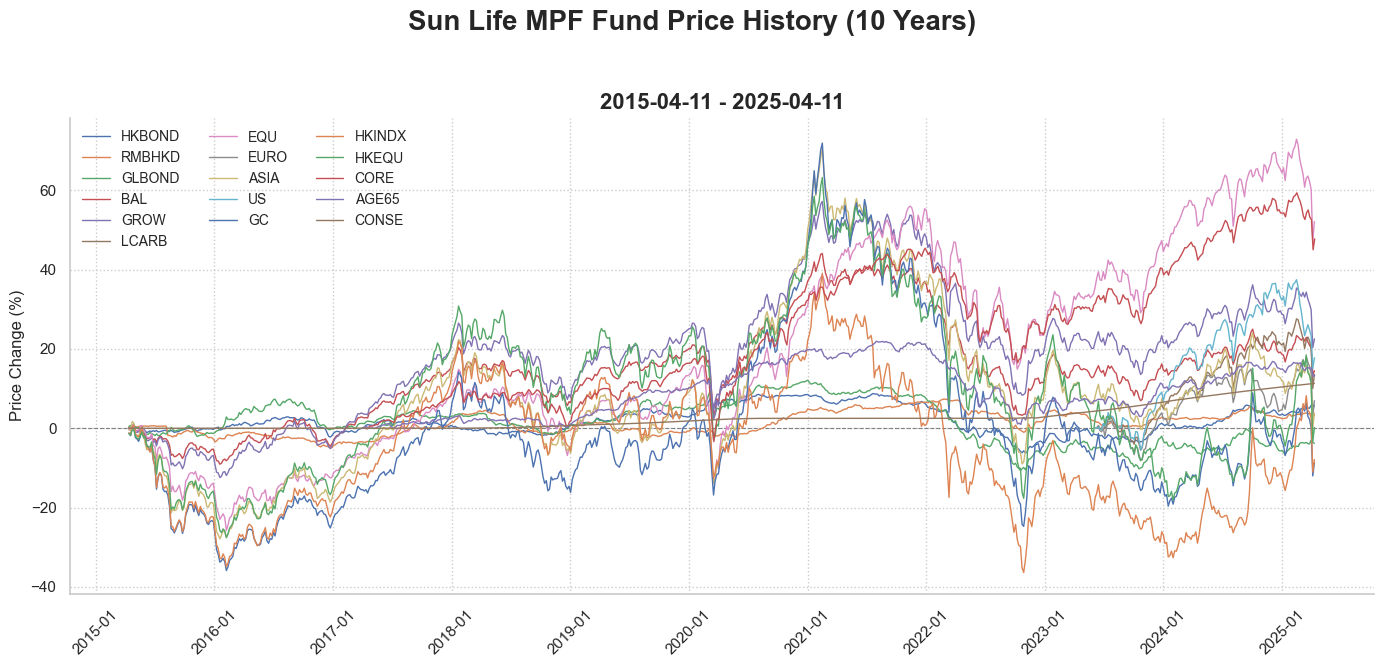 Sun Life MPF Fund Price History (10 Years)
2015-04-11 - 2025-04-11
HKBOND EQU HKINDX
RMBHKD EURO HKEQU
GLBOND ASIA CORE
BAL US AGE65
GROW GC CONSE
LCARB
Price Change (%)
60
40
20
0
−20
−40
2015-01 2016-01 2017-01 2018-01 2019-01 2020-01 2021-01 2022-01 2023-01 2024-01 2025-01